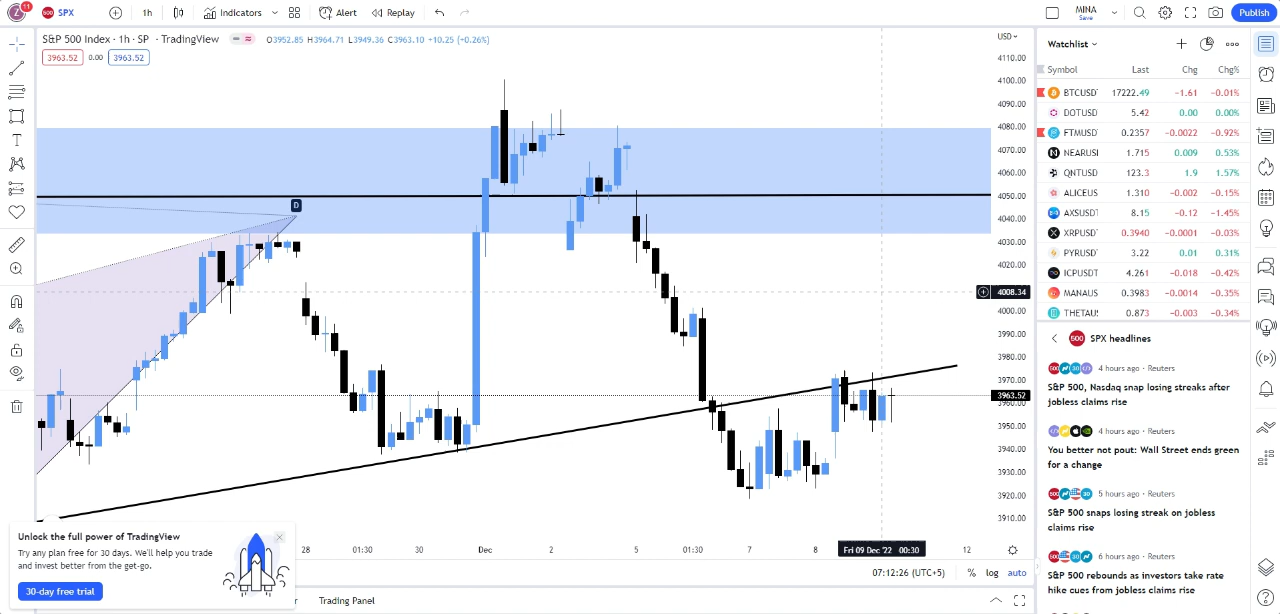 11
500 SPX
1h
Indicators
Alert
Replay
MINA
Save
Publish
S&P 500 Index · 1h · SP · TradingView
O3952.85 H3964.71 L3949.36 C3963.10 +10.25 (+0.26%)
3963.52 0.00 3963.52
USD
4110.00
4100.00
4090.00
4080.00
4070.00
4060.00
4050.00
4040.00
4030.00
4020.00
4008.34
4000.00
3990.00
3980.00
3970.00
3963.52
3960.00
3950.00
3940.00
3930.00
3920.00
3910.00
D
28 01:30 30 Dec 2 5 01:30 7 8 Fri 09 Dec '22 00:30 12
07:12:26 (UTC+5) % log auto
Trading Panel
Unlock the full power of TradingView
Try any plan free for 30 days. We'll help you trade
and invest better from the get-go.
30-day free trial
Watchlist
Symbol Last Chg Chg%
BTCUSD 17222.49 −1.61 −0.01%
DOTUSD 5.42 0.00 0.00%
FTMUSD 0.2357 −0.0022 −0.92%
NEARUSI 1.715 0.009 0.53%
QNTUSD 123.3 1.9 1.57%
ALICEUS 1.310 −0.002 −0.15%
AXSUSDT 8.15 −0.12 −1.45%
XRPUSD 0.3940 −0.0001 −0.03%
PYRUSD 3.22 0.01 0.31%
ICPUSDT 4.261 −0.018 −0.42%
MANAUS 0.3983 −0.0014 −0.35%
THETAU 0.873 −0.003 −0.34%
500 SPX headlines
4 hours ago · Reuters
S&P 500, Nasdaq snap losing streaks after
jobless claims rise
4 hours ago · Reuters
You better not pout: Wall Street ends green
for a change
5 hours ago · Reuters
S&P 500 snaps losing streak on jobless
claims rise
6 hours ago · Reuters
S&P 500 rebounds as investors take rate
hike cues from jobless claims rise